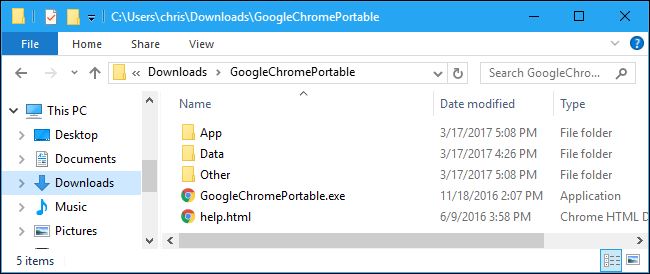 C:\Users\chris\Downloads\GoogleChromePortable
File Home Share View
Downloads GoogleChromePortable Search GoogleChro...
Name Date modified Type
This PC
Desktop
Documents
Downloads
Music
Pictures
App 3/17/2017 5:08 PM File folder
Data 3/17/2017 4:26 PM File folder
Other 3/17/2017 5:08 PM File folder
GoogleChromePortable.exe 11/18/2016 2:07 PM Application
help.html 6/9/2016 3:58 PM Chrome HTML D
5 items